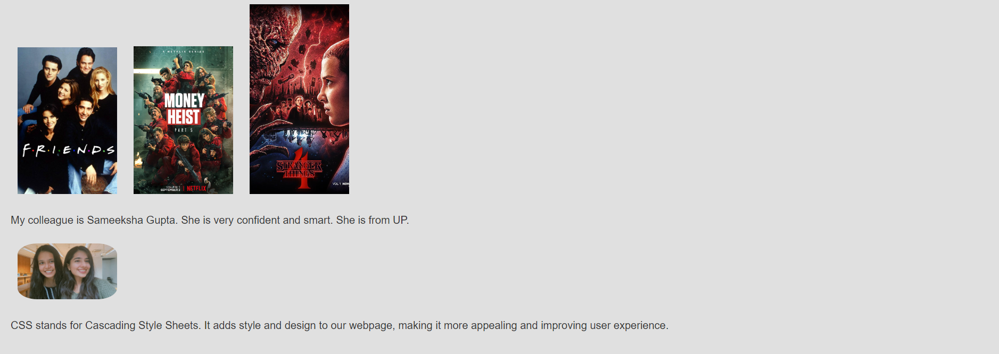 F·R·I·E·N·D·S
A NETFLIX SERIES
MONEY
HEIST
PART 5
VOLUME 1
SEPTEMBER 3 | NETFLIX
4
STRANGER
THINGS
VOL 1 NOW
My colleague is Sameeksha Gupta. She is very confident and smart. She is from UP.
CSS stands for Cascading Style Sheets. It adds style and design to our webpage, making it more appealing and improving user experience.